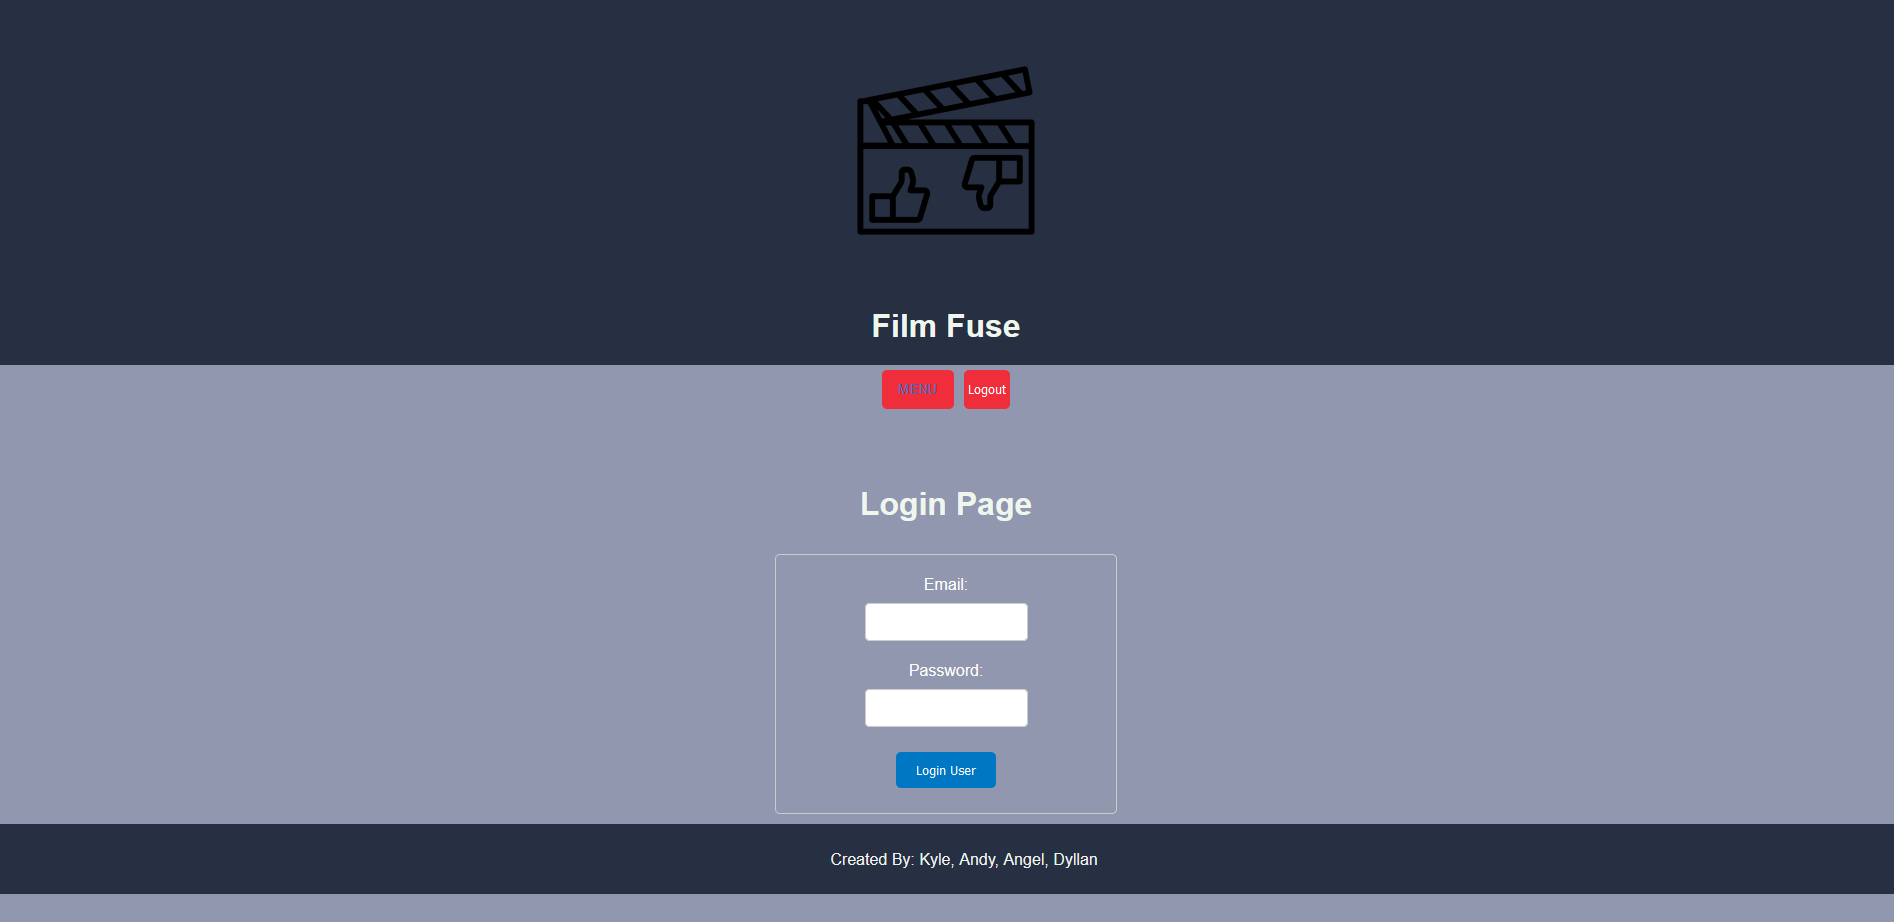 Film Fuse
MENU Logout
Login Page
Email:
Password:
Login User
Created By: Kyle, Andy, Angel, Dyllan